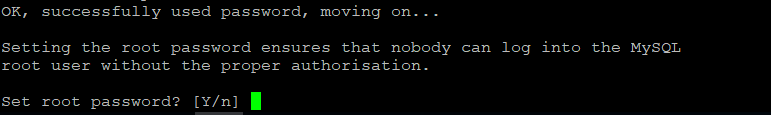 OK, successfully used password, moving on...
Setting the root password ensures that nobody can log into the MySQL
root user without the proper authorisation.
Set root password? [Y/n]